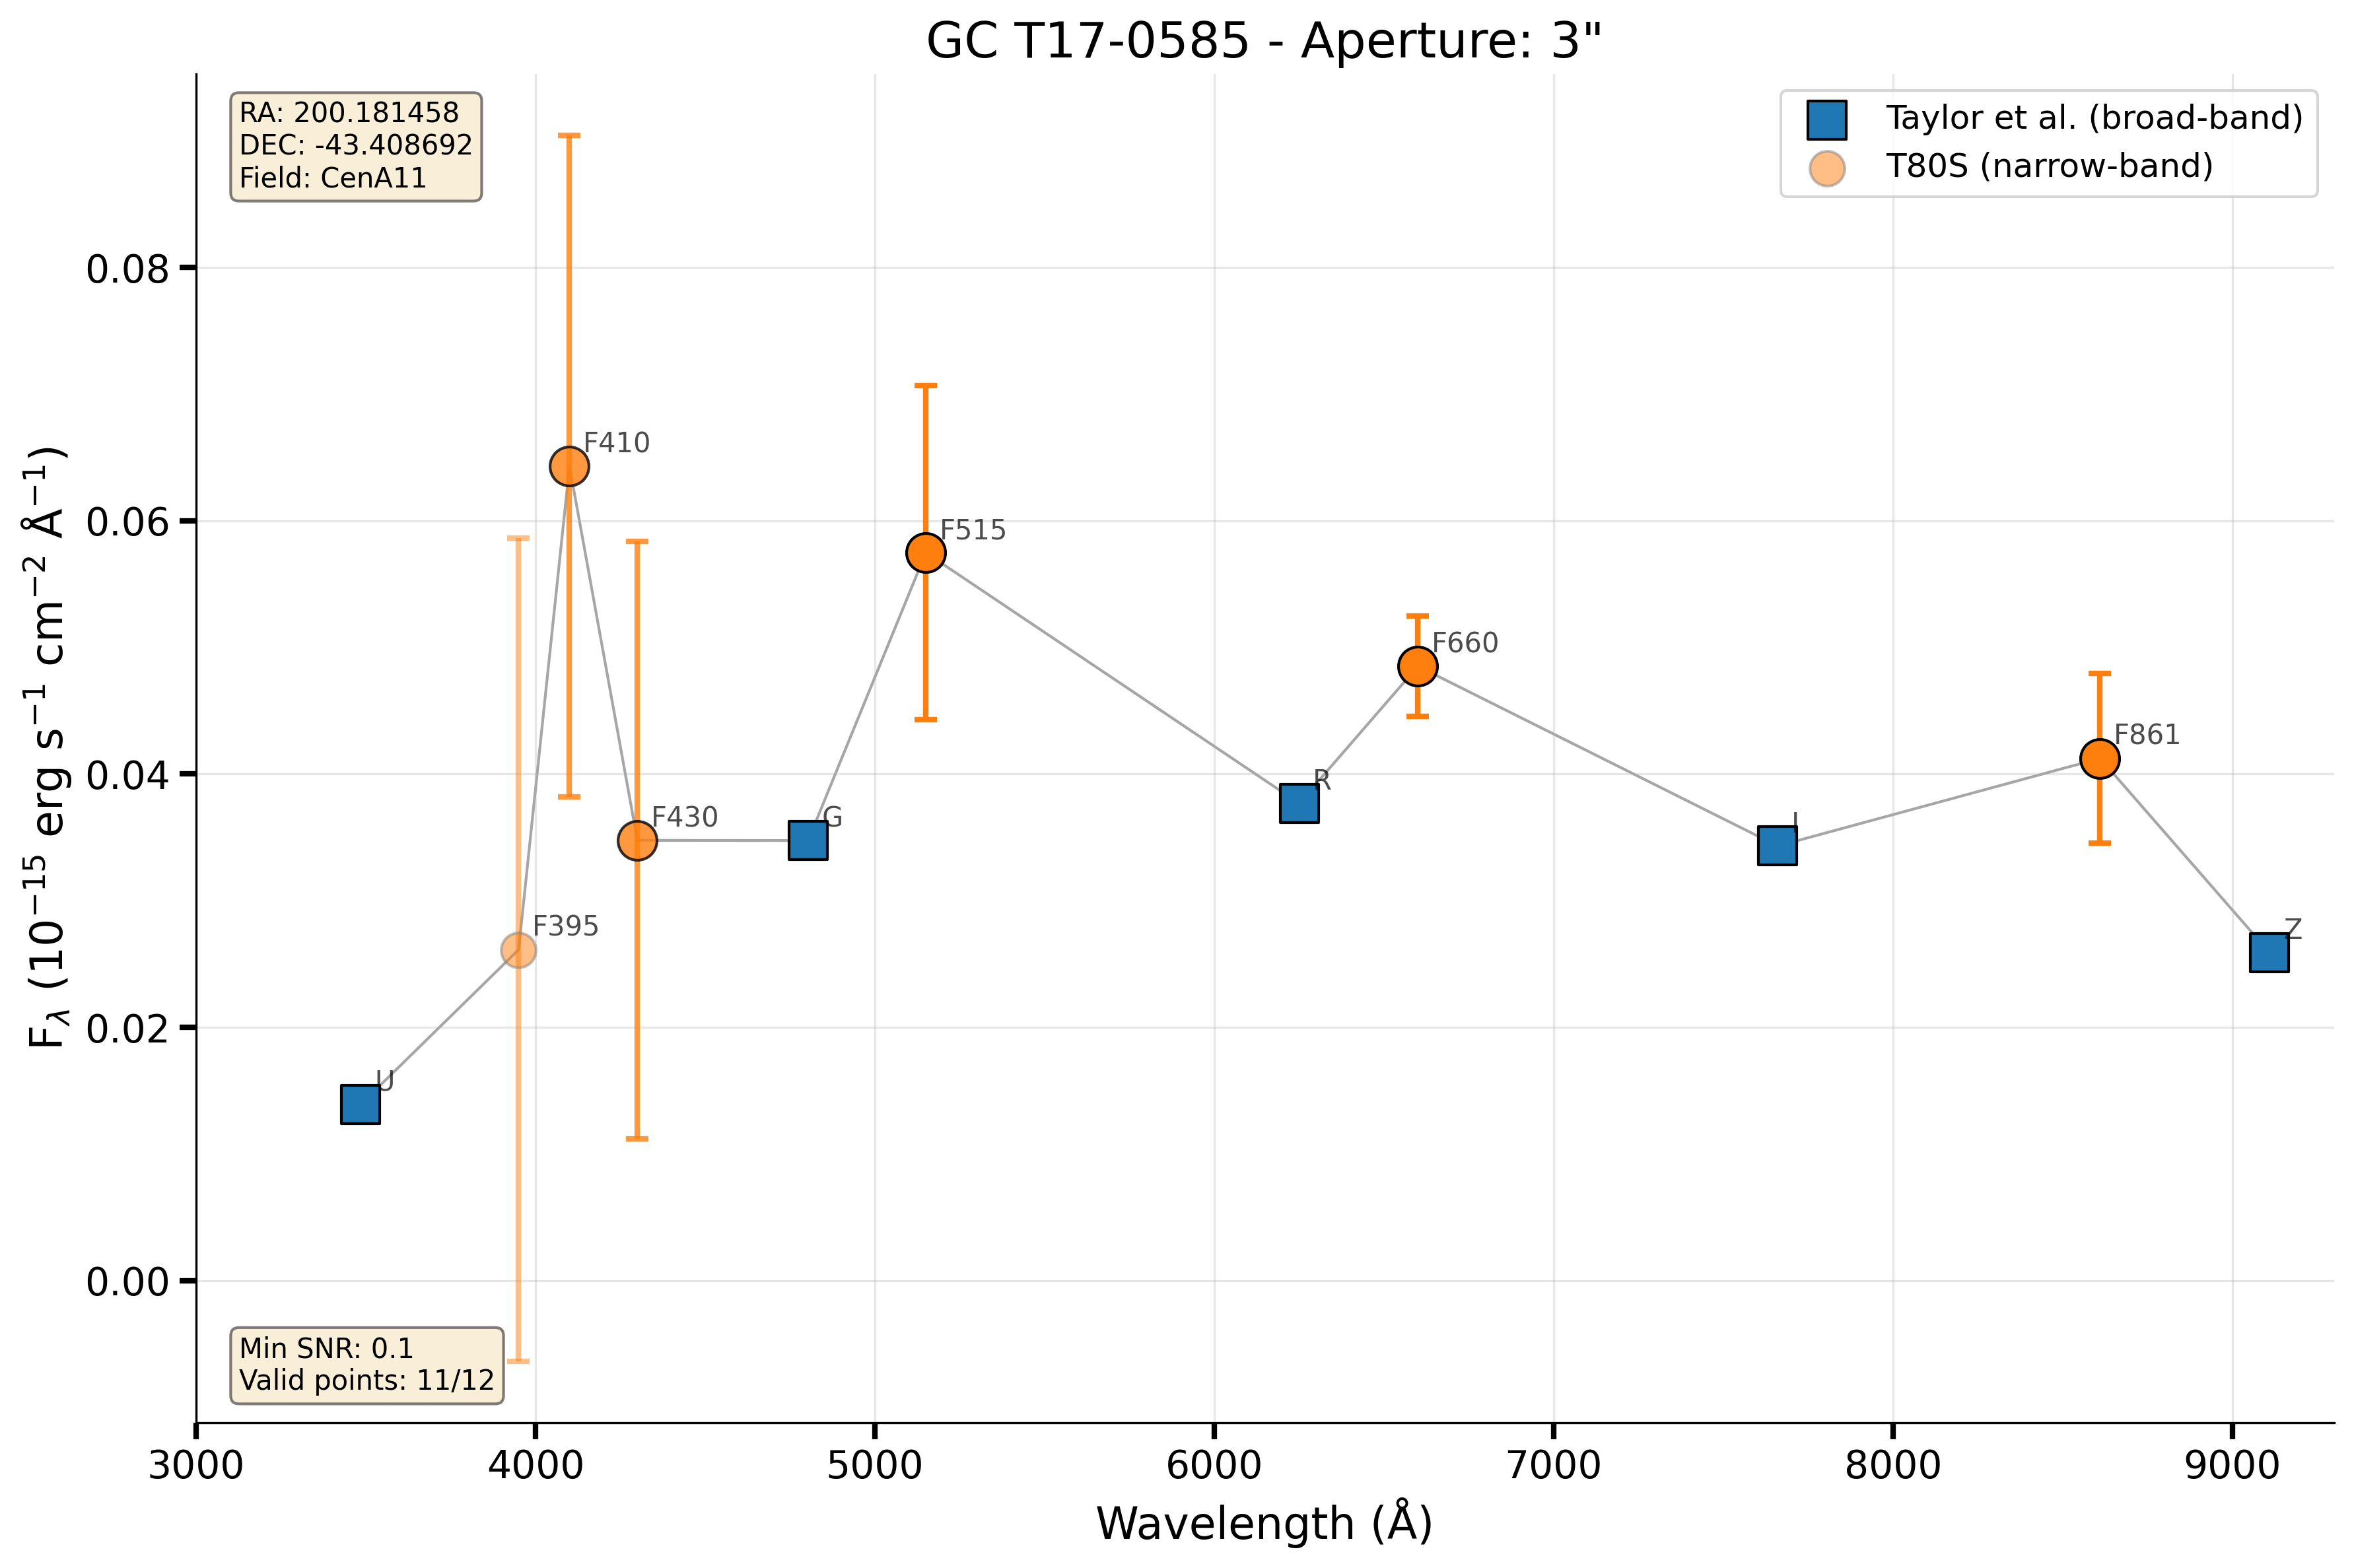 GC T17-0585 - Aperture: 3"
RA: 200.181458
DEC: -43.408692
Field: CenA11
Taylor et al. (broad-band)
T80S (narrow-band)
F410
F515
F660
F861
F430
G
R
I
F395
Z
U
Min SNR: 0.1
Valid points: 11/12
0.08
0.06
0.04
0.02
0.00
F$_{λ}$ (10$^{−15}$ erg s$^{−1}$ cm$^{−2}$ Å$^{−1}$)
3000 4000 5000 6000 7000 8000 9000
Wavelength (Å)